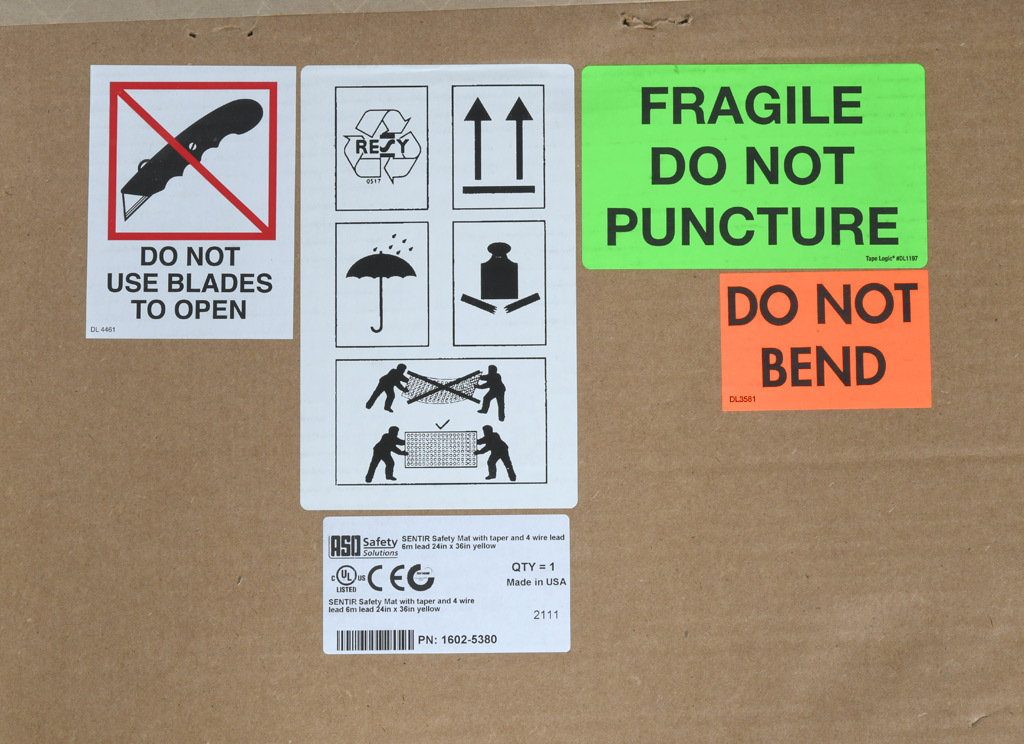 DO NOT
USE BLADES
TO OPEN
DL 4461
RESY
0517
FRAGILE
DO NOT
PUNCTURE
Tape Logic® #DL1197
DO NOT
BEND
DL3581
ASO Safety Solutions
SENTIR Safety Mat with taper and 4 wire lead
6m lead 24in x 36in yellow
C UL US
LISTED
CE
QTY = 1
Made in USA
SENTIR Safety Mat with taper and 4 wire
lead 6m lead 24in x 36in yellow
2111
PN: 1602-5380